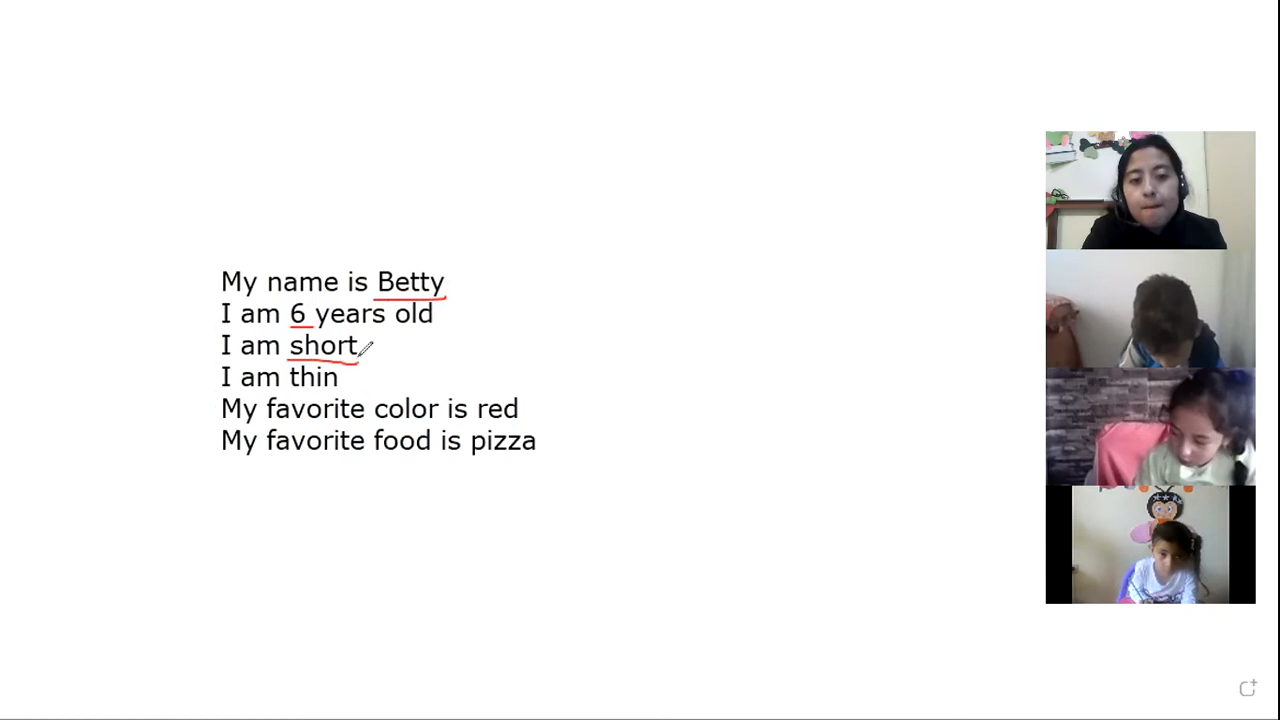 My name is Betty
I am 6 years old
I am short
I am thin
My favorite color is red
My favorite food is pizza